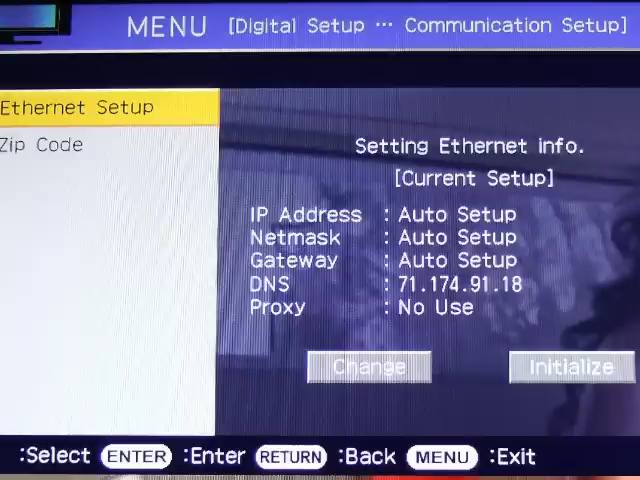 MENU [Digital Setup ··· Communication Setup]
Ethernet Setup
Zip Code
Setting Ethernet info.
[Current Setup]
IP Address : Auto Setup
Netmask : Auto Setup
Gateway : Auto Setup
DNS : 71.174.91.18
Proxy : No Use
Change Initialize
:Select ENTER :Enter RETURN :Back MENU :Exit